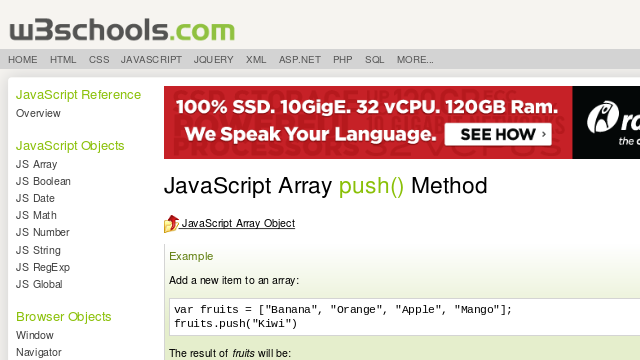 w3schools.com
HOME HTML CSS JAVASCRIPT JQUERY XML ASP.NET PHP SQL MORE...
JavaScript Reference
Overview
JavaScript Objects
JS Array
JS Boolean
JS Date
JS Math
JS Number
JS String
JS RegExp
JS Global
Browser Objects
Window
Navigator
100% SSD. 10GigE. 32 vCPU. 120GB Ram.
We Speak Your Language. SEE HOW ›
JavaScript Array push() Method
JavaScript Array Object
Example
Add a new item to an array:
var fruits = ["Banana", "Orange", "Apple", "Mango"];
fruits.push("Kiwi")
The result of fruits will be: